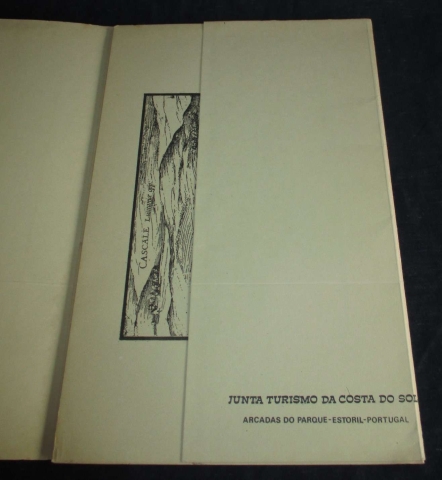 CASCALE
JUNTA TURISMO DA COSTA DO SOL
ARCADAS DO PARQUE-ESTORIL-PORTUGAL